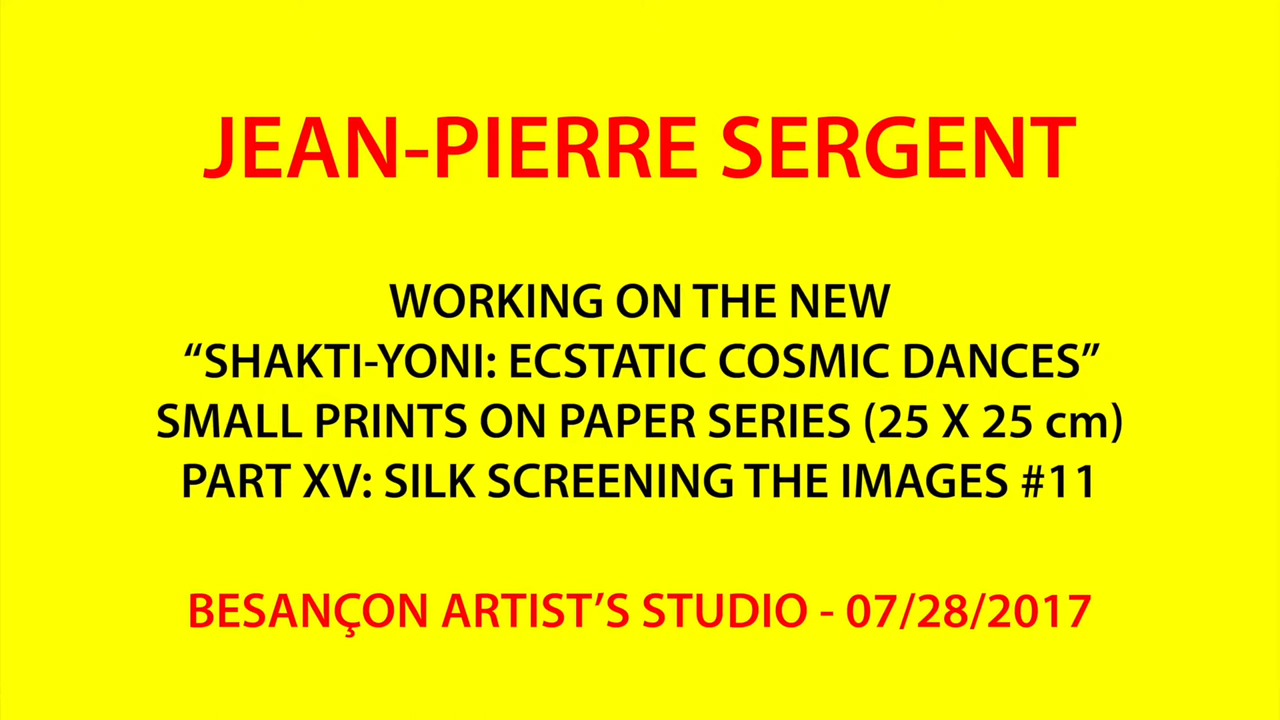 JEAN-PIERRE SERGENT
WORKING ON THE NEW
“SHAKTI-YONI: ECSTATIC COSMIC DANCES”
SMALL PRINTS ON PAPER SERIES (25 X 25 cm)
PART XV: SILK SCREENING THE IMAGES #11
BESANÇON ARTIST’S STUDIO - 07/28/2017